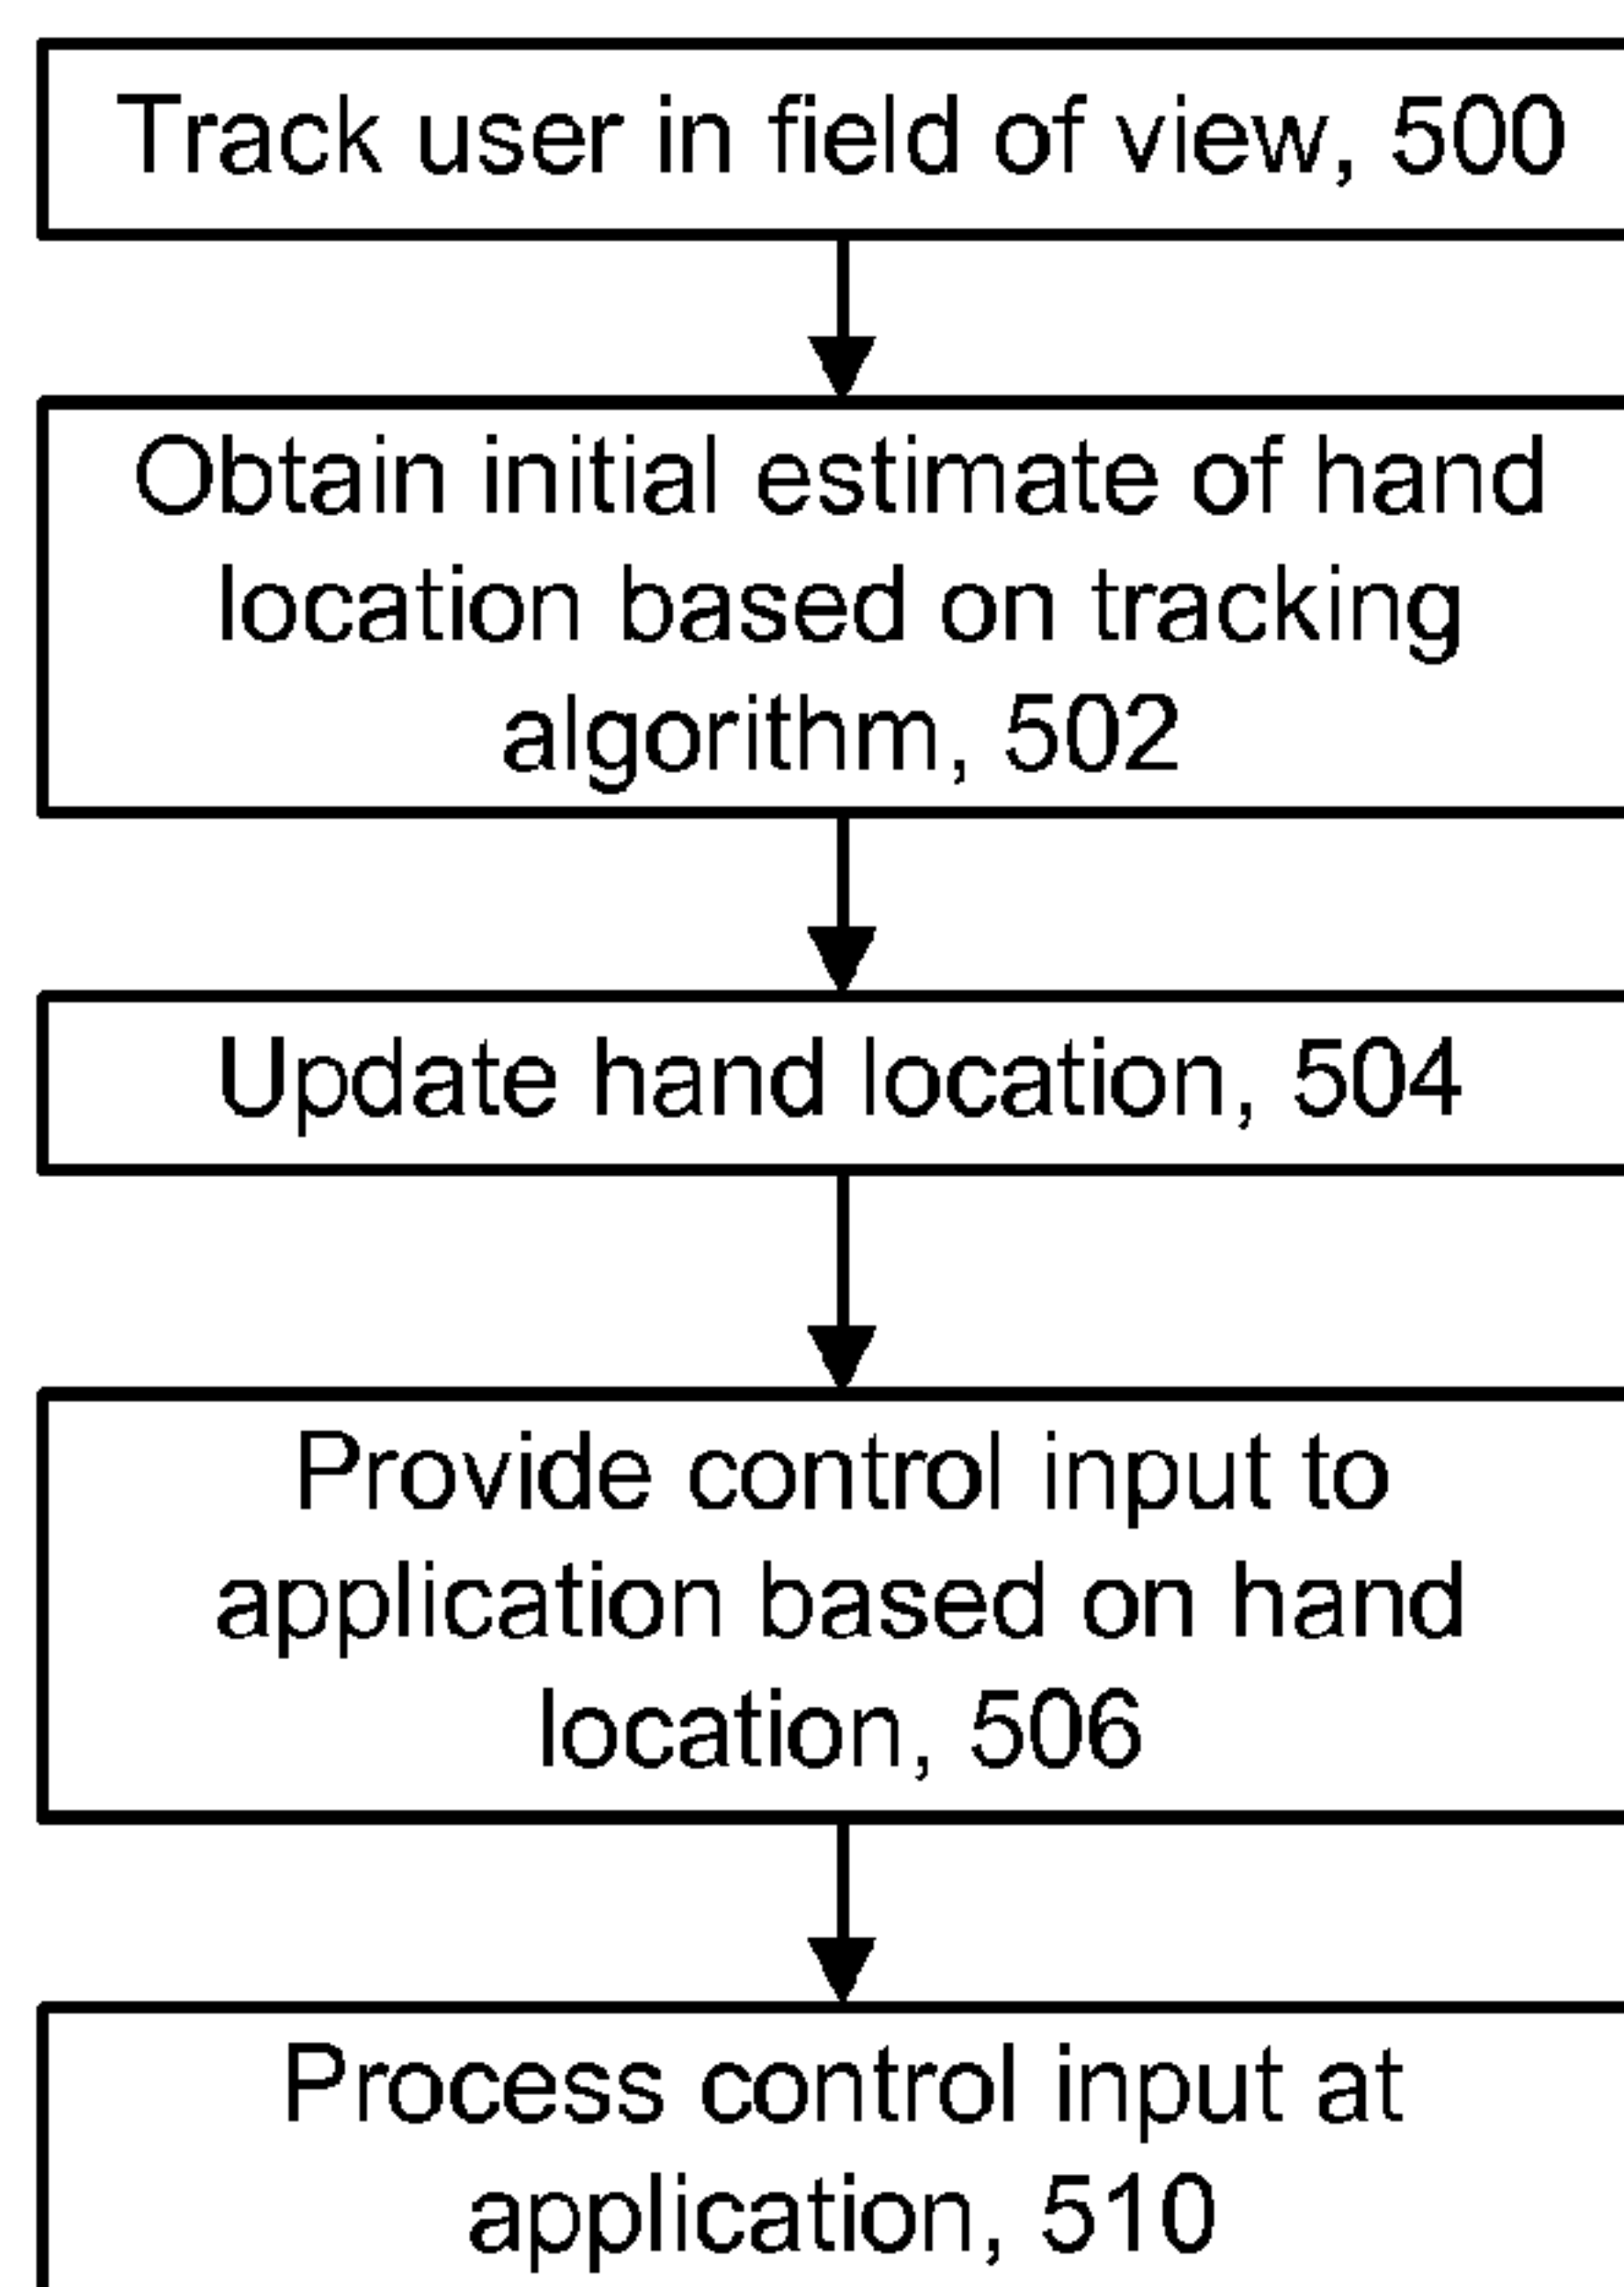 Track user in field of view, 500
Obtain initial estimate of hand
location based on tracking
algorithm, 502
Update hand location, 504
Provide control input to
application based on hand
location, 506
Process control input at
application, 510